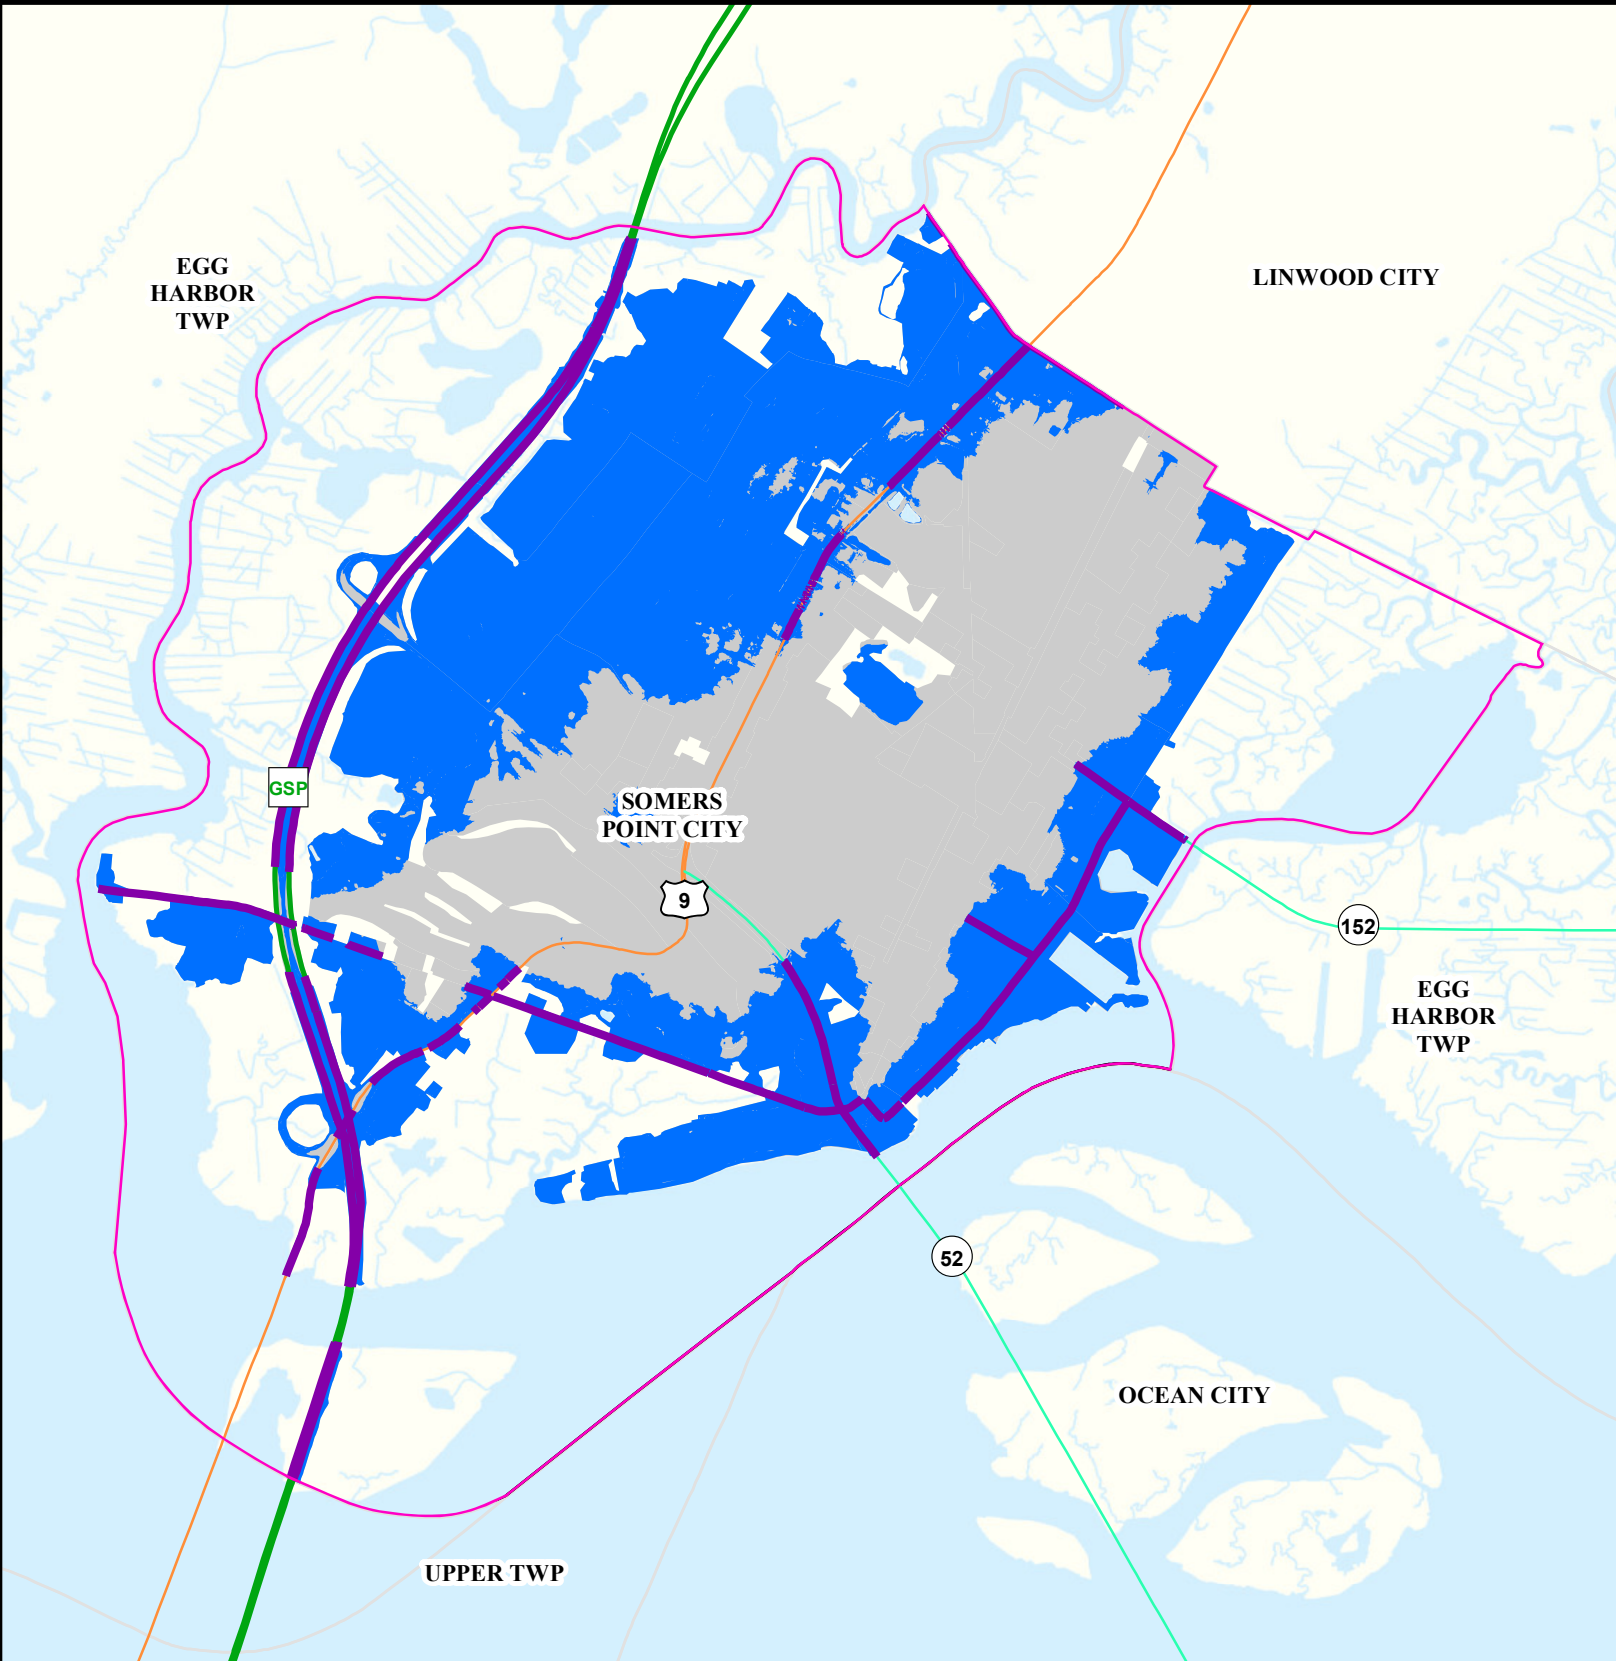 EGG
HARBOR
TWP
LINWOOD CITY
GSP
SOMERS
POINT CITY
9
152
EGG
HARBOR
TWP
52
OCEAN CITY
UPPER TWP